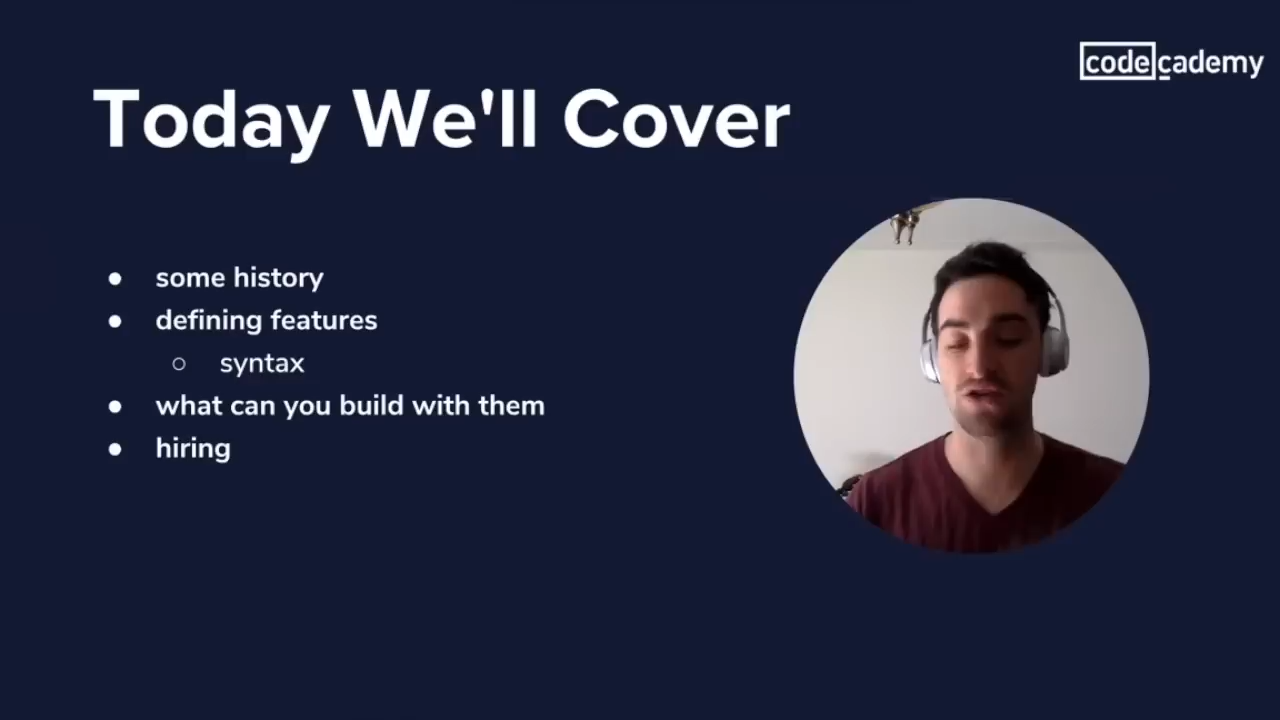 codecademy
Today We'll Cover
● some history
● defining features
○ syntax
● what can you build with them
● hiring